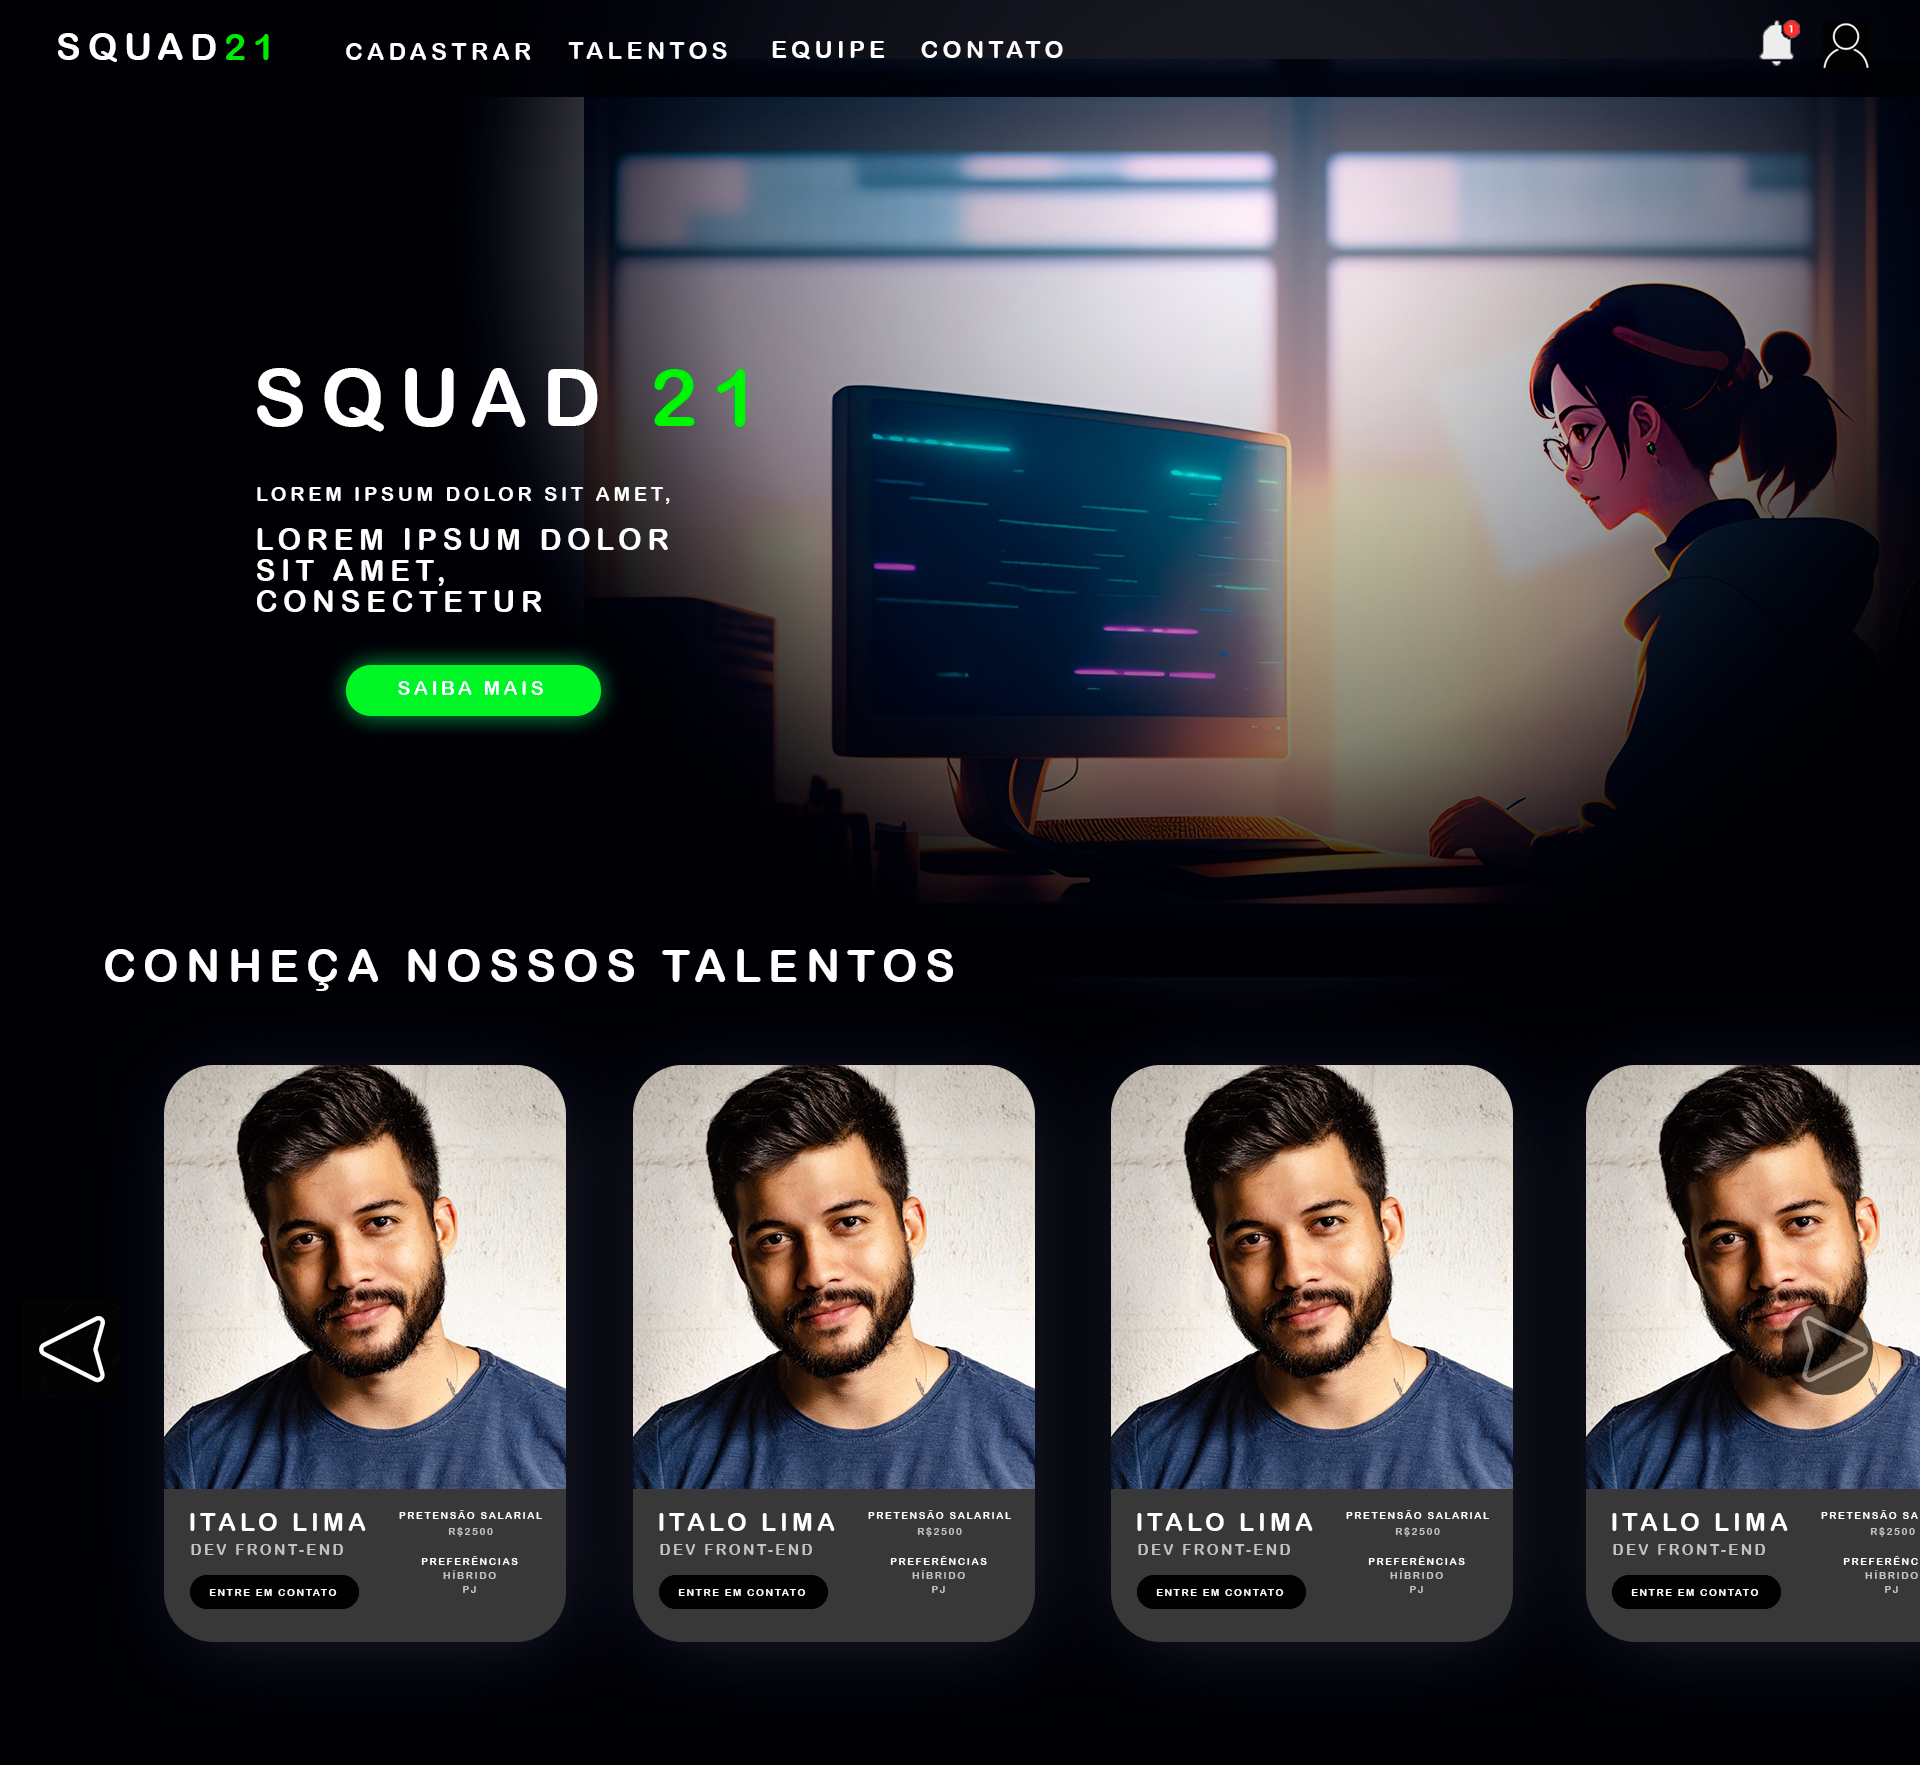 SQUAD21
CADASTRAR TALENTOS EQUIPE CONTATO
1
SQUAD 21
LOREM IPSUM DOLOR SIT AMET,
LOREM IPSUM DOLOR
SIT AMET,
CONSECTETUR
SAIBA MAIS
CONHEÇA NOSSOS TALENTOS
ITALO LIMA
DEV FRONT-END
ENTRE EM CONTATO
PRETENSÃO SALARIAL
R$2500
PREFERÊNCIAS
HÍBRIDO
PJ
ITALO LIMA
DEV FRONT-END
ENTRE EM CONTATO
PRETENSÃO SALARIAL
R$2500
PREFERÊNCIAS
HÍBRIDO
PJ
ITALO LIMA
DEV FRONT-END
ENTRE EM CONTATO
PRETENSÃO SALARIAL
R$2500
PREFERÊNCIAS
HÍBRIDO
PJ
ITALO LIMA
DEV FRONT-END
ENTRE EM CONTATO
PRETENSÃO SA
R$2500
PREFERÊNC
HÍBRIDO
PJ